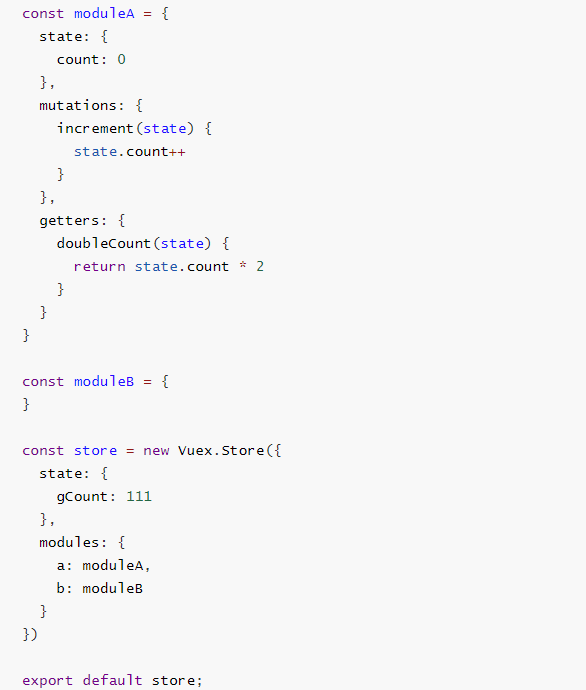 const moduleA = {
  state: {
    count: 0
  },
  mutations: {
    increment(state) {
      state.count++
    }
  },
  getters: {
    doubleCount(state) {
      return state.count * 2
    }
  }
}

const moduleB = {
}

const store = new Vuex.Store({
  state: {
    gCount: 111
  },
  modules: {
    a: moduleA,
    b: moduleB
  }
})

export default store;